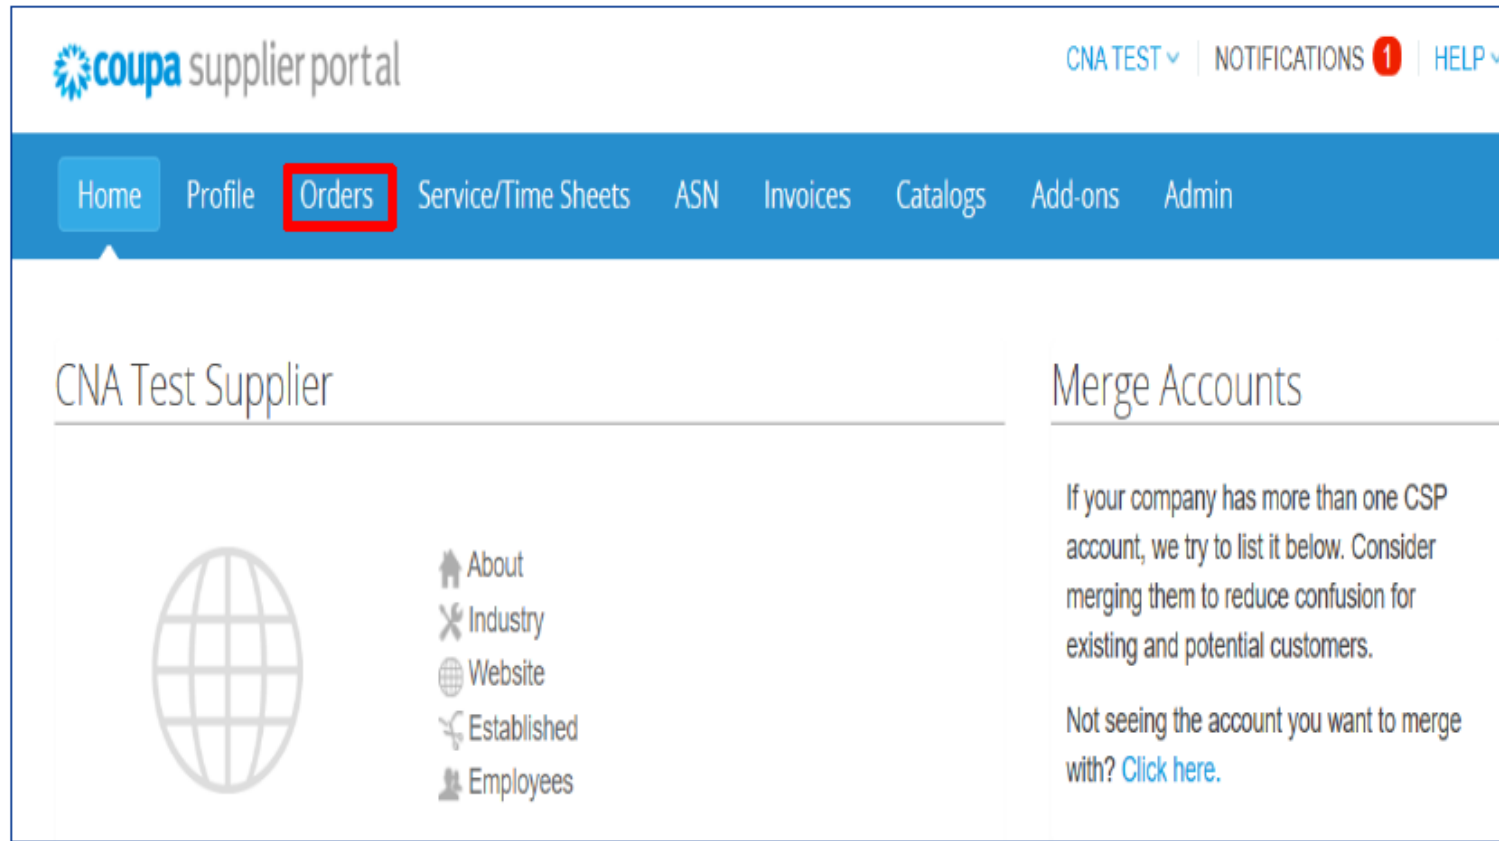 coupa supplier portal
CNA TEST NOTIFICATIONS 1 HELP
Home Profile Orders Service/Time Sheets ASN Invoices Catalogs Add-ons Admin
CNA Test Supplier
About
Industry
Website
Established
Employees
Merge Accounts
If your company has more than one CSP
account, we try to list it below. Consider
merging them to reduce confusion for
existing and potential customers.
Not seeing the account you want to merge
with? Click here.